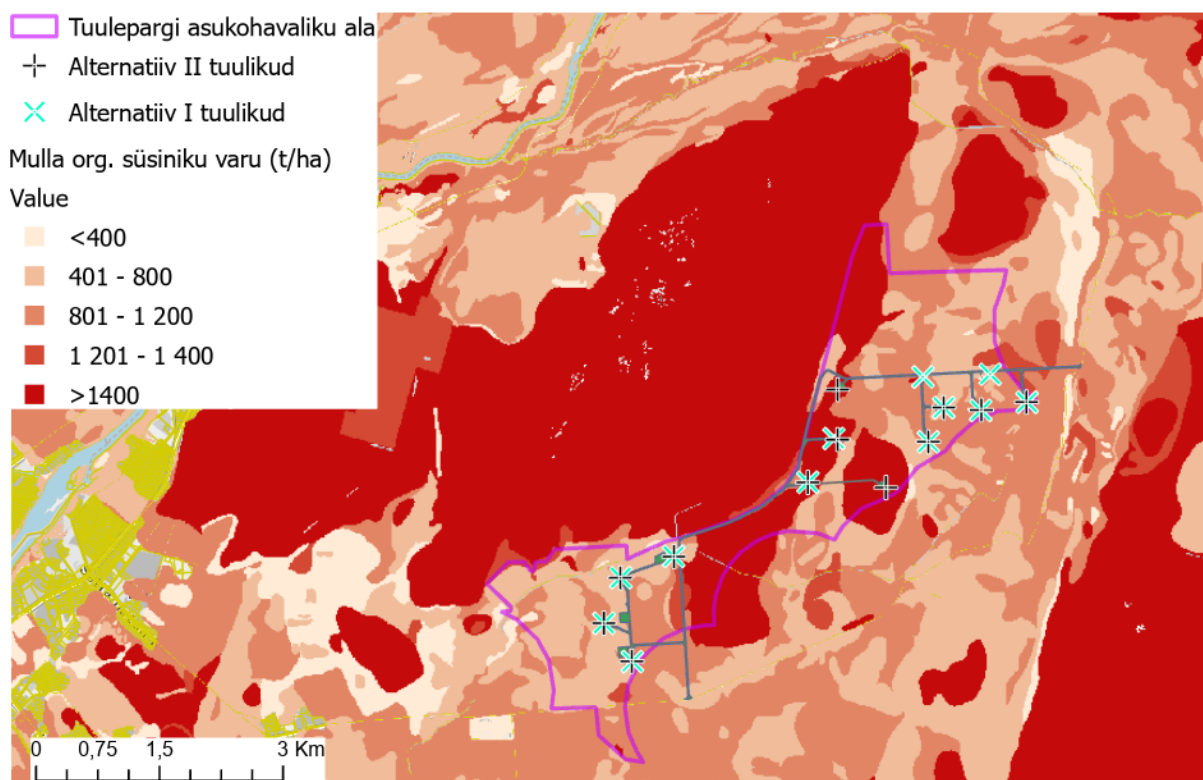 Tuulepargi asukohavaliku ala
Alternatiiv II tuulikud
Alternatiiv I tuulikud
Mulla org. süsiniku varu (t/ha)
Value
<400
401 - 800
801 - 1 200
1 201 - 1 400
>1400
0 0,75 1,5 3 Km